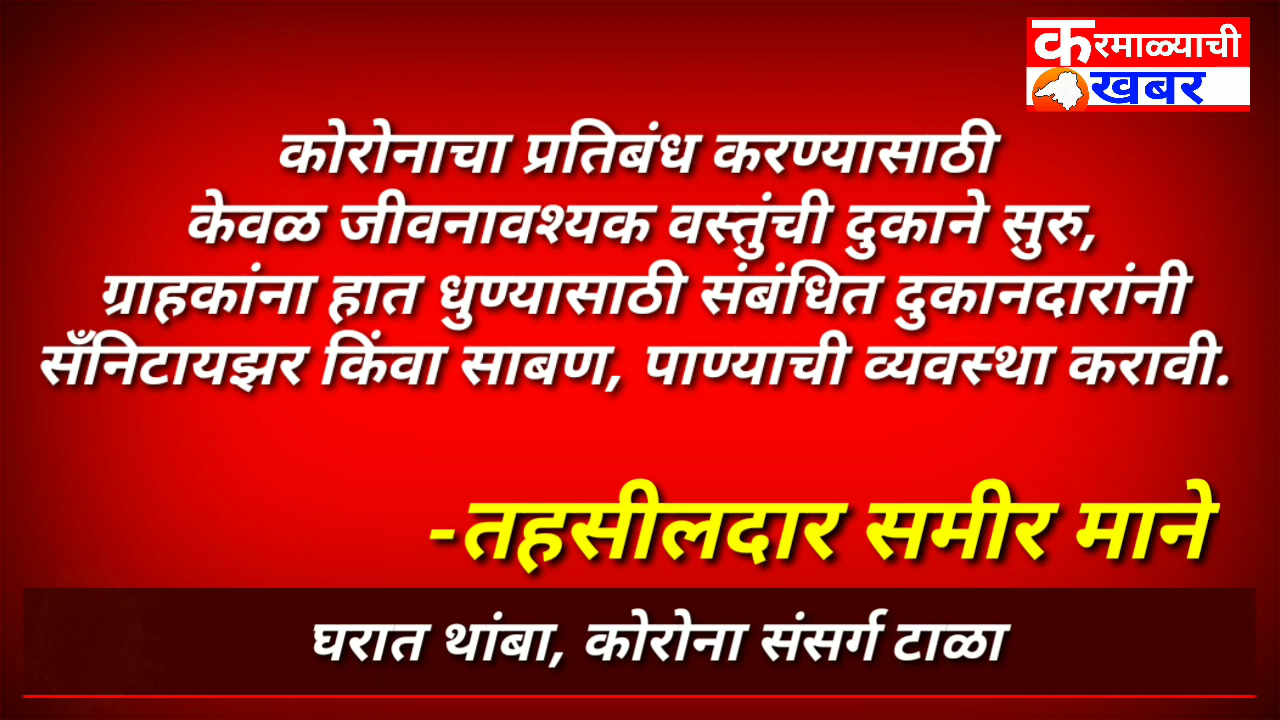 करमाळ्याची
खबर
कोरोनाचा प्रतिबंध करण्यासाठी
केवळ जीवनावश्यक वस्तुंची दुकाने सुरु,
ग्राहकांना हात धुण्यासाठी संबंधित दुकानदारांनी
सँनिटायझर किंवा साबण, पाण्याची व्यवस्था करावी.
-तहसीलदार समीर माने
घरात थांबा, कोरोना संसर्ग टाळा